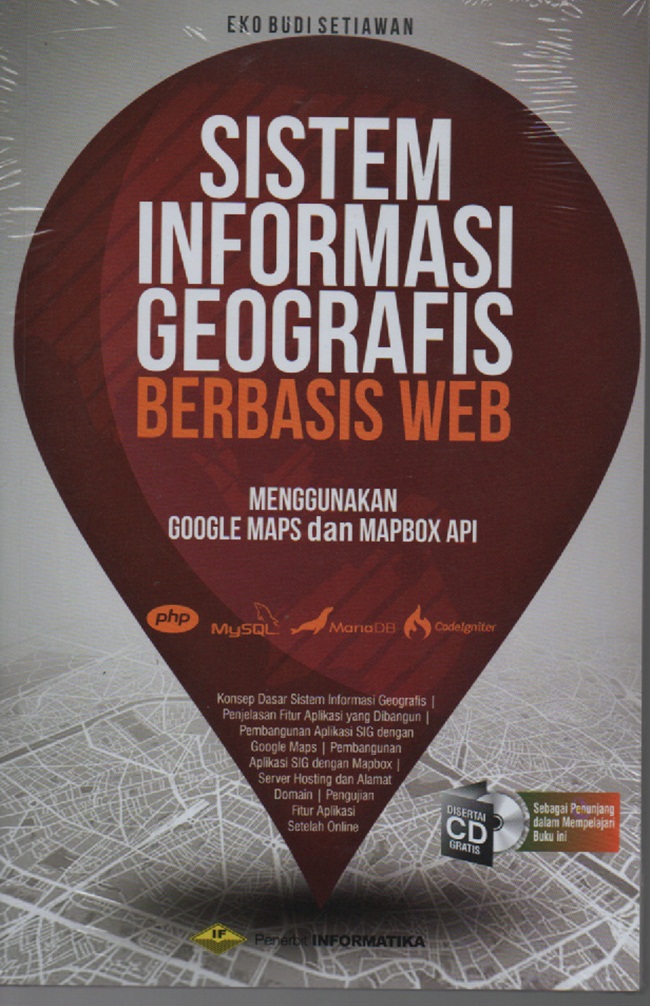 EKO BUDI SETIAWAN
SISTEM
INFORMASI
GEOGRAFIS
BERBASIS WEB
MENGGUNAKAN
GOOGLE MAPS dan MAPBOX API
php MySQL MariaDB CodeIgniter
Konsep Dasar Sistem Informasi Geografis |
Penjelasan Fitur Aplikasi yang Dibangun |
Pembangunan Aplikasi SIG dengan
Google Maps | Pembangunan
Aplikasi SIG dengan Mapbox |
Server Hosting dan Alamat
Domain | Pengujian
Fitur Aplikasi
Setelah Online
DISERTAI
CD
GRATIS
Sebagai Penunjang
dalam Mempelajari
Buku ini
IF Penerbit INFORMATIKA